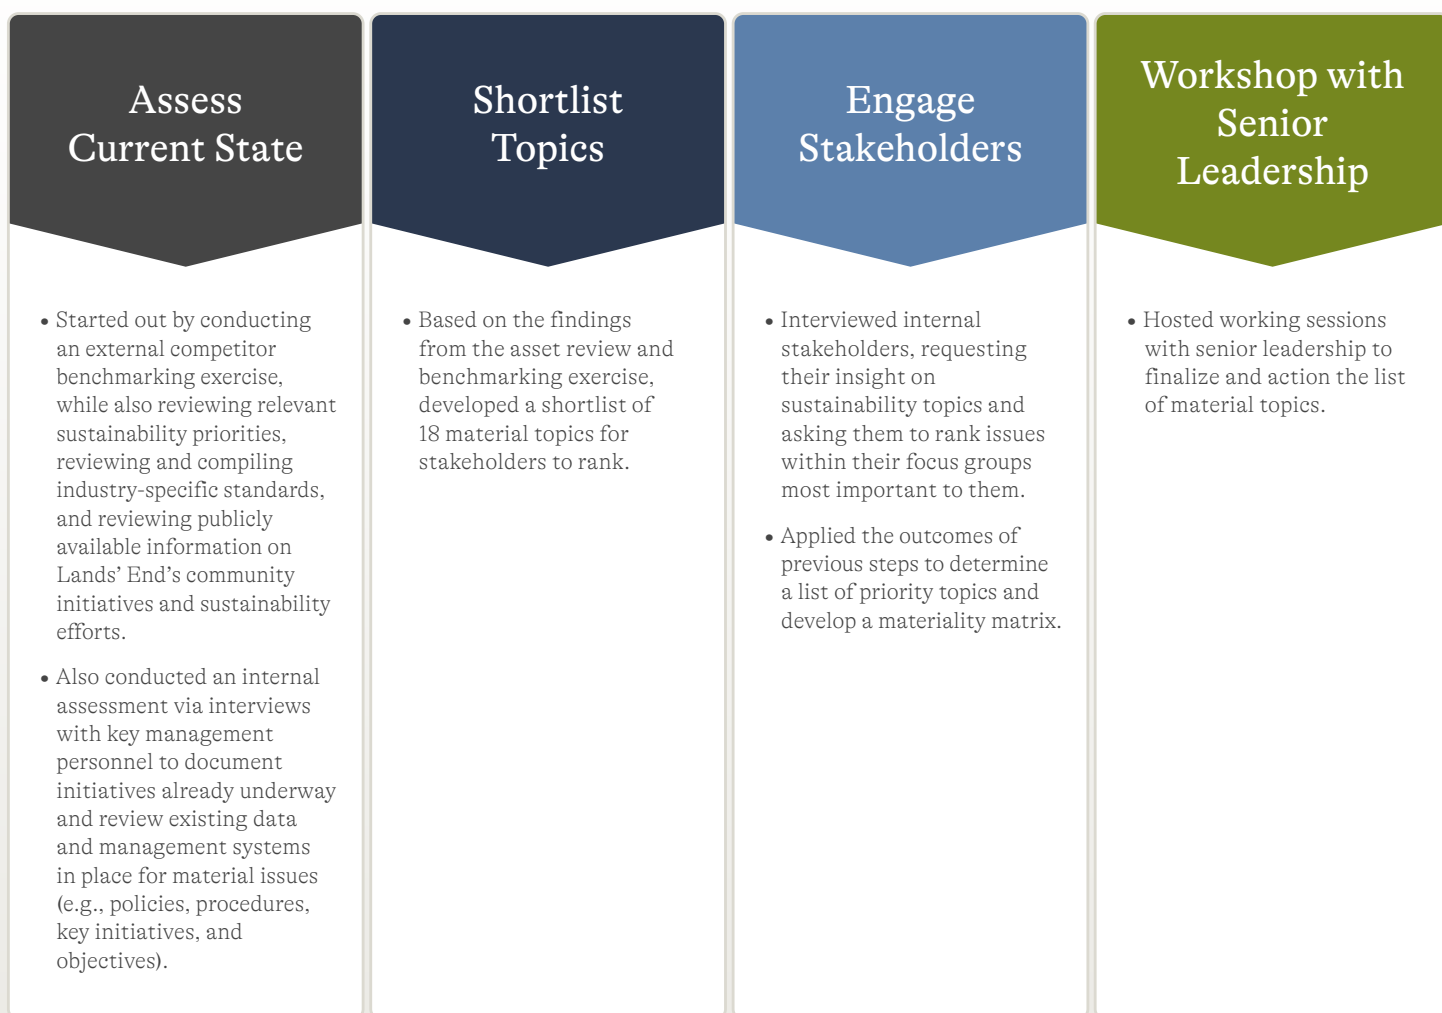 Assess
Current State
• Started out by conducting
an external competitor
benchmarking exercise,
while also reviewing relevant
sustainability priorities,
reviewing and compiling
industry-specific standards,
and reviewing publicly
available information on
Lands’ End’s community
initiatives and sustainability
efforts.
• Also conducted an internal
assessment via interviews
with key management
personnel to document
initiatives already underway
and review existing data
and management systems
in place for material issues
(e.g., policies, procedures,
key initiatives, and
objectives).
Shortlist
Topics
• Based on the findings
from the asset review and
benchmarking exercise,
developed a shortlist of
18 material topics for
stakeholders to rank.
Engage
Stakeholders
• Interviewed internal
stakeholders, requesting
their insight on
sustainability topics and
asking them to rank issues
within their focus groups
most important to them.
• Applied the outcomes of
previous steps to determine
a list of priority topics and
develop a materiality matrix.
Workshop with
Senior
Leadership
• Hosted working sessions
with senior leadership to
finalize and action the list
of material topics.